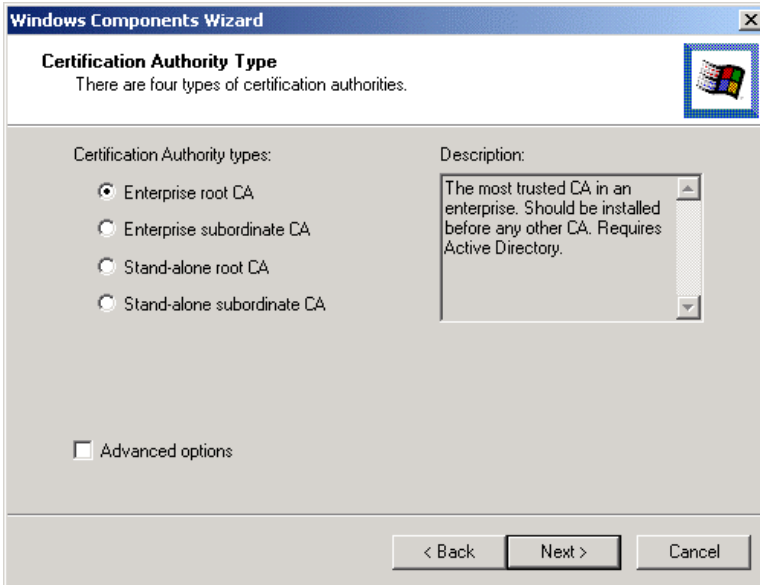 Windows Components Wizard
Certification Authority Type
There are four types of certification authorities.
Certification Authority types:
Enterprise root CA
Enterprise subordinate CA
Stand-alone root CA
Stand-alone subordinate CA
Description:
The most trusted CA in an
enterprise. Should be installed
before any other CA. Requires
Active Directory.
Advanced options
< Back
Next >
Cancel